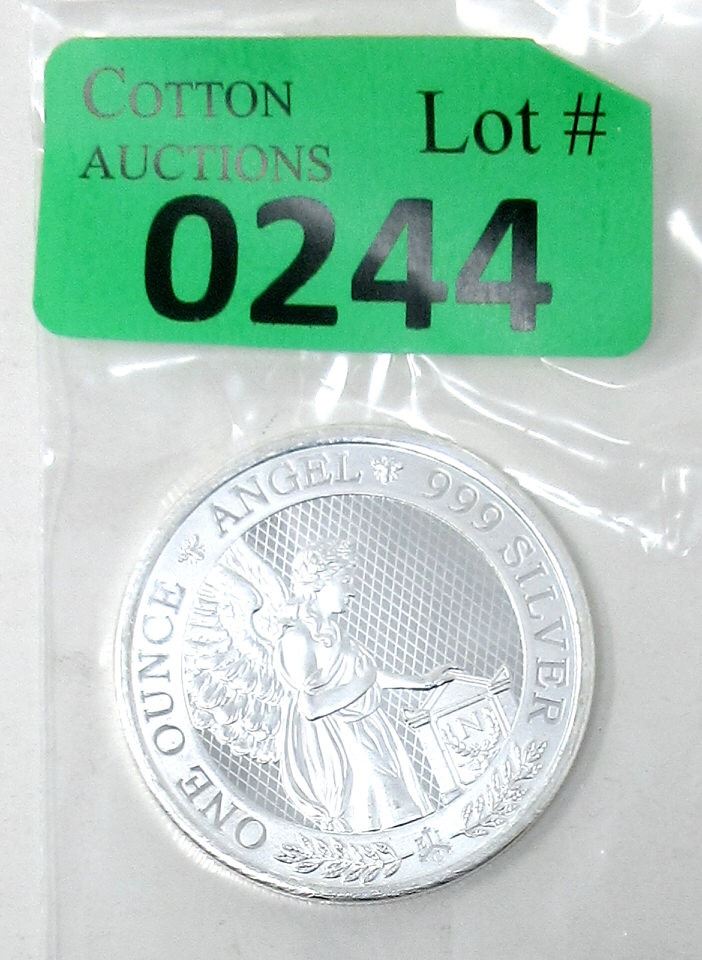 COTTON
AUCTIONS
Lot #
0244
ONE OUNCE ANGEL 999 SILVER
N